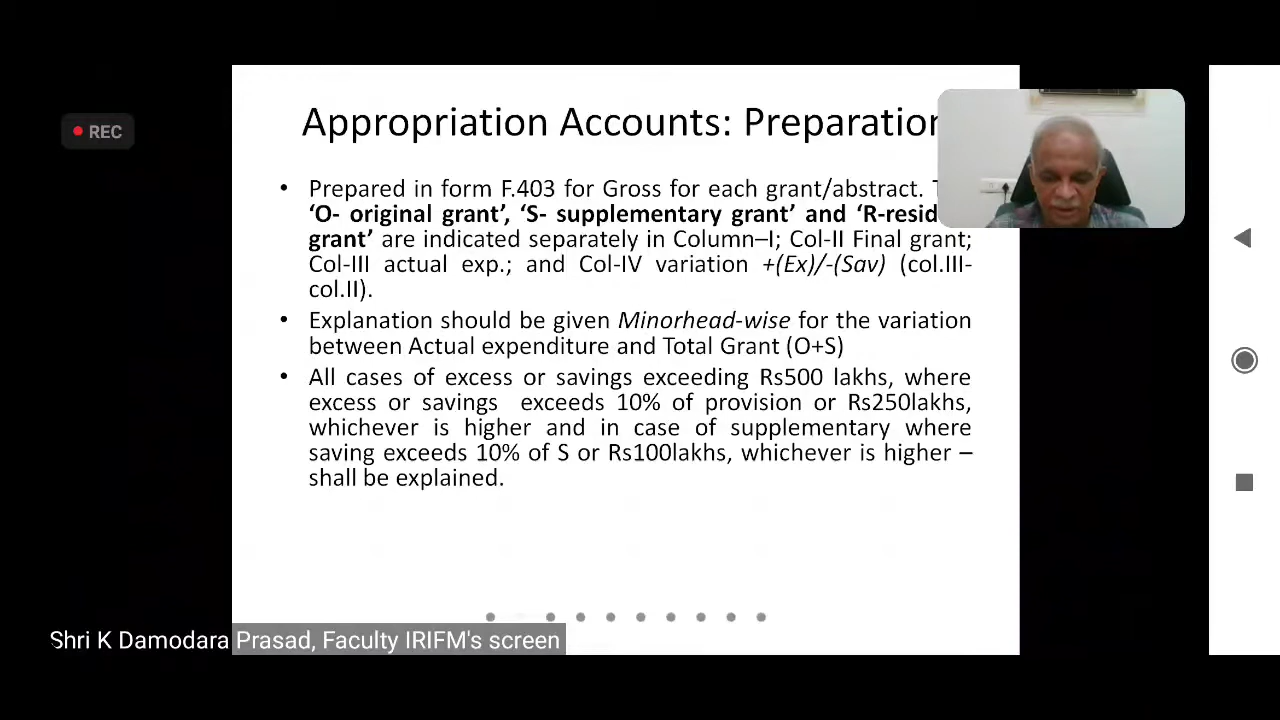 REC
Appropriation Accounts: Preparation
• Prepared in form F.403 for Gross for each grant/abstract.
‘O- original grant’, ‘S- supplementary grant’ and ‘R-resid
grant’ are indicated separately in Column–I; Col-II Final grant;
Col-III actual exp.; and Col-IV variation +(Ex)/-(Sav) (col.III-
col.II).
• Explanation should be given Minorhead-wise for the variation
between Actual expenditure and Total Grant (O+S)
• All cases of excess or savings exceeding Rs500 lakhs, where
excess or savings exceeds 10% of provision or Rs250lakhs,
whichever is higher and in case of supplementary where
saving exceeds 10% of S or Rs100lakhs, whichever is higher –
shall be explained.
Shri K Damodara Prasad, Faculty IRIFM's screen